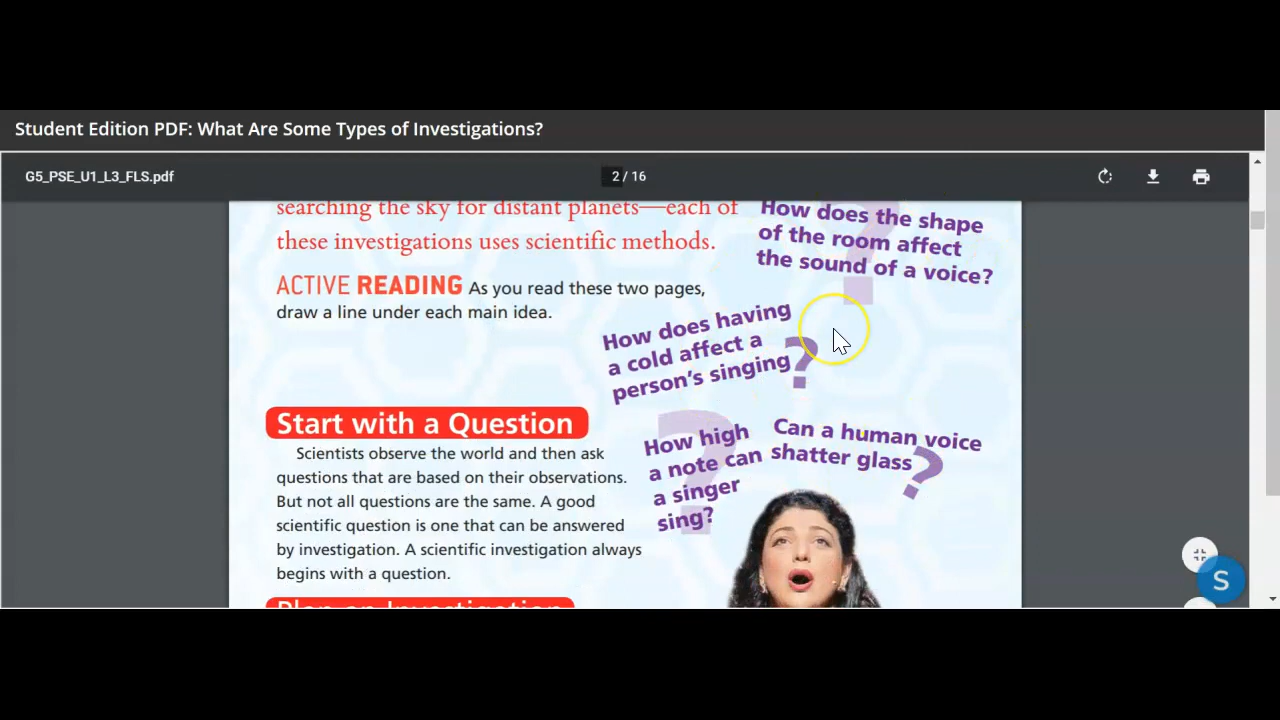 Student Edition PDF: What Are Some Types of Investigations?
G5_PSE_U1_L3_FLS.pdf
2 / 16
searching the sky for distant planets—each of
these investigations uses scientific methods.
ACTIVE READING As you read these two pages,
draw a line under each main idea.
How does the shape
of the room affect
the sound of a voice?
How does having
a cold affect a
person's singing?
Start with a Question
Scientists observe the world and then ask
questions that are based on their observations.
But not all questions are the same. A good
scientific question is one that can be answered
by investigation. A scientific investigation always
begins with a question.
How high
a note can
a singer
sing?
Can a human voice
shatter glass?
Plan an Investigation
S